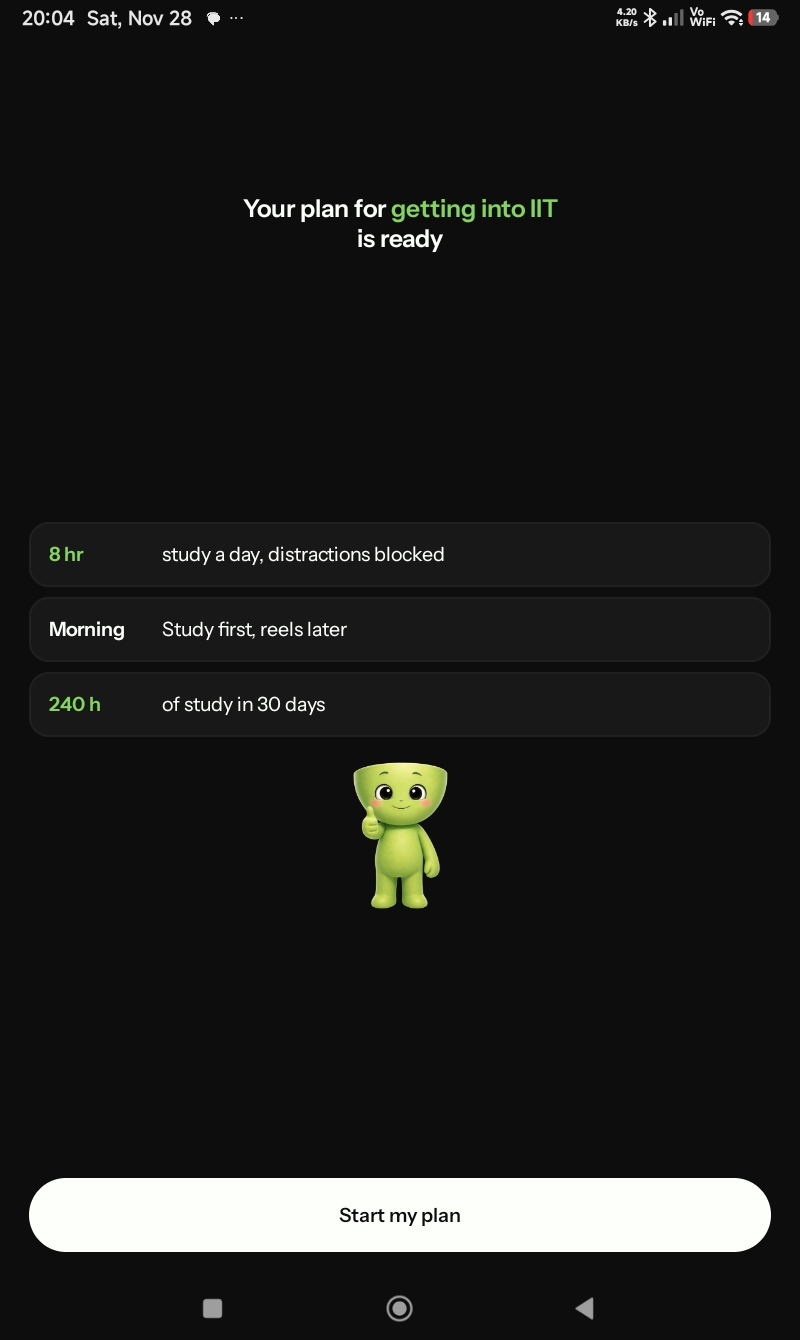 20:04 Sat, Nov 28 ... 4.20 KB/s Vo WiFi 14
Your plan for getting into IIT
is ready
8 hr study a day, distractions blocked
Morning Study first, reels later
240 h of study in 30 days
Start my plan